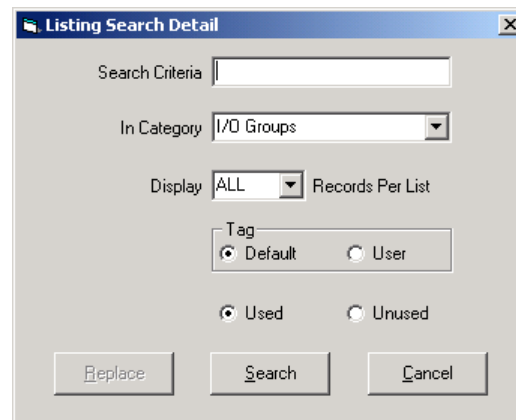 Listing Search Detail
Search Criteria
In Category I/O Groups
Display ALL Records Per List
Tag
Default User
Used Unused
Replace Search Cancel